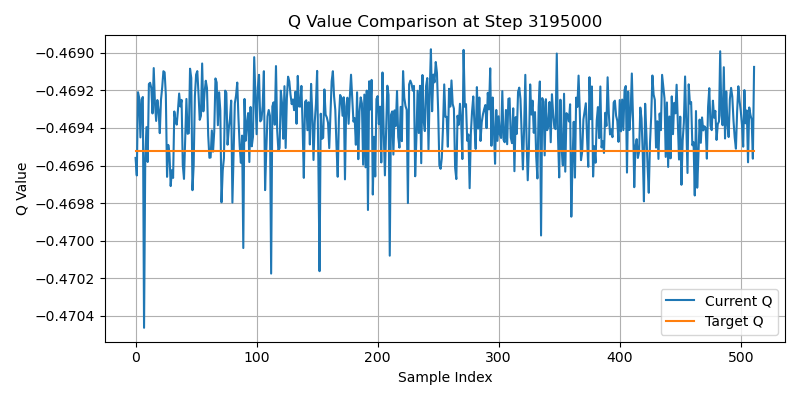 Q Value Comparison at Step 3195000
Q Value
−0.4690
−0.4692
−0.4694
−0.4696
−0.4698
−0.4700
−0.4702
−0.4704
Current Q
Target Q
0 100 200 300 400 500
Sample Index